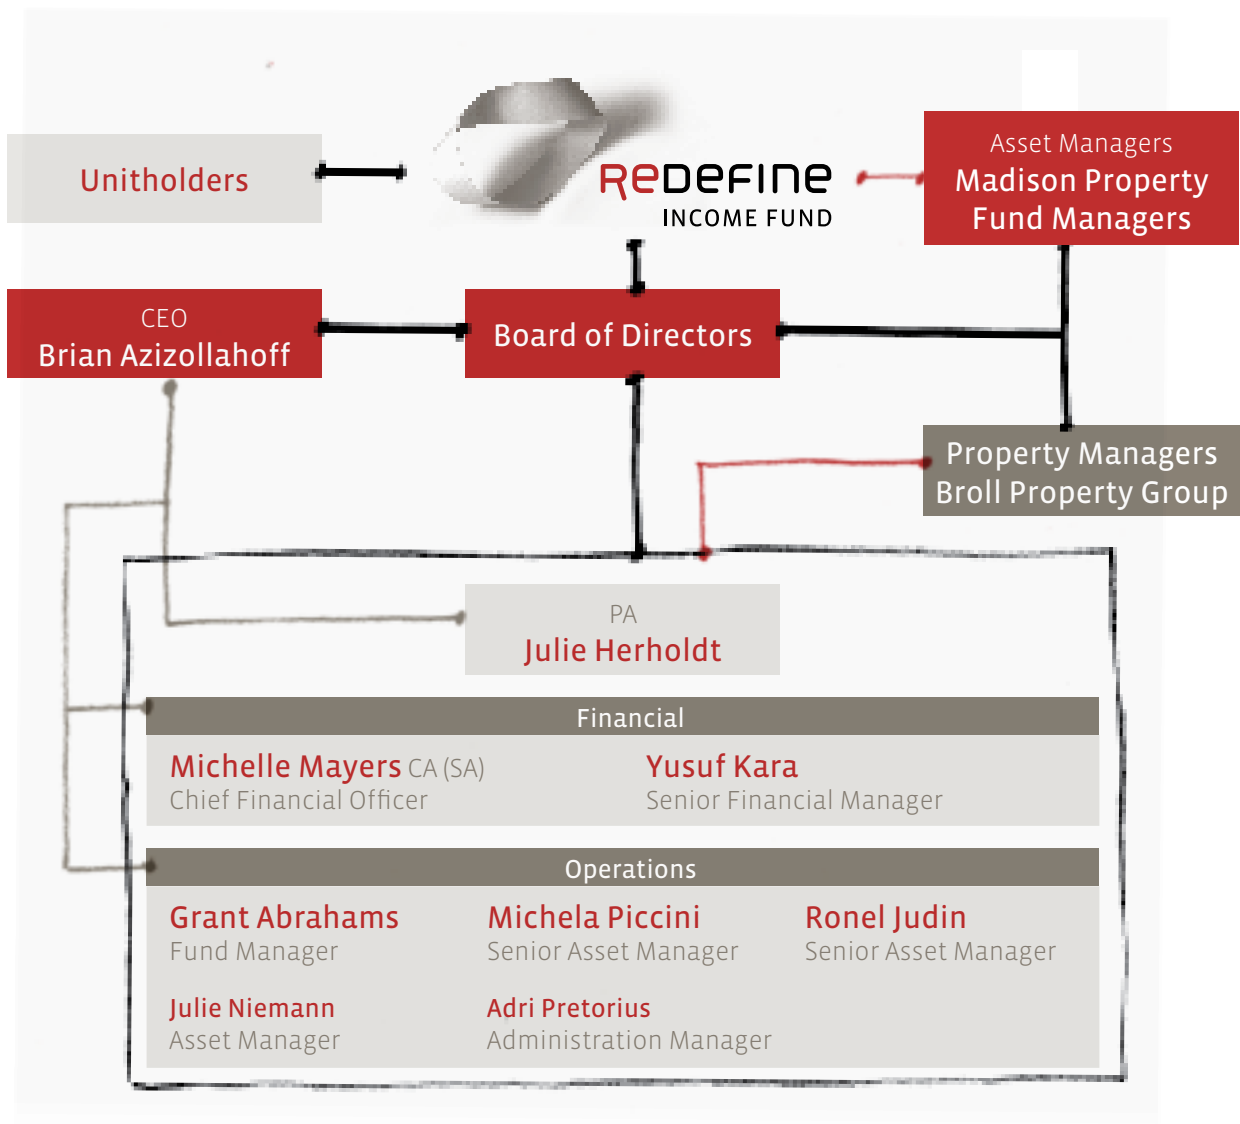 Unitholders
REDEFINE
INCOME FUND
Asset Managers
Madison Property
Fund Managers
CEO
Brian Azizollahoff
Board of Directors
Property Managers
Broll Property Group
PA
Julie Herholdt
Financial
Michelle Mayers CA (SA)
Chief Financial Officer
Yusuf Kara
Senior Financial Manager
Operations
Grant Abrahams
Fund Manager
Michela Piccini
Senior Asset Manager
Ronel Judin
Senior Asset Manager
Julie Niemann
Asset Manager
Adri Pretorius
Administration Manager